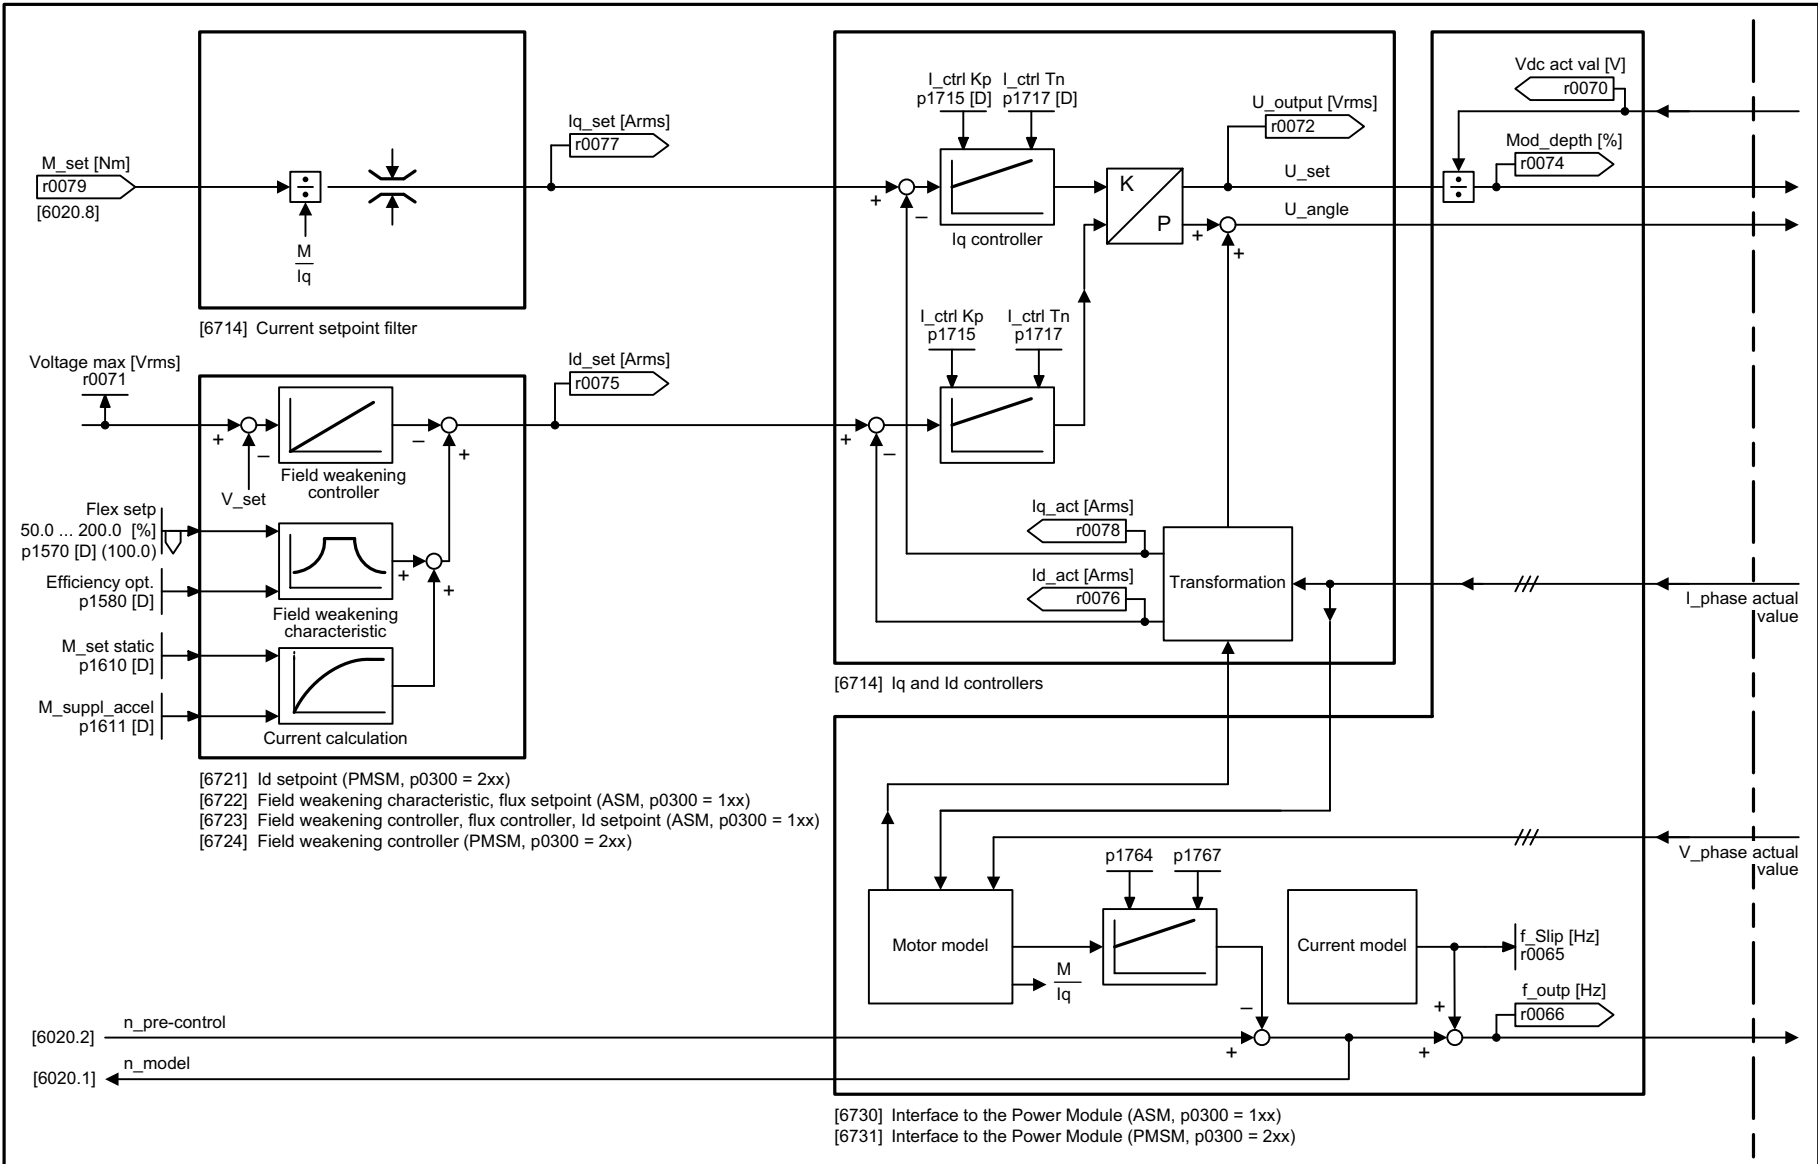 M_set [Nm]
r0079
[6020.8]
÷
M
Iq
[6714] Current setpoint filter
Iq_set [Arms]
r0077
Voltage max [Vrms]
r0071
+
–
V_set
Field weakening
controller
–
+
Flex setp
50.0 ... 200.0 [%]
p1570 [D] (100.0)
Efficiency opt.
p1580 [D]
Field weakening
characteristic
+
+
M_set static
p1610 [D]
M_suppl_accel
p1611 [D]
Current calculation
Id_set [Arms]
r0075
[6721] Id setpoint (PMSM, p0300 = 2xx)
[6722] Field weakening characteristic, flux setpoint (ASM, p0300 = 1xx)
[6723] Field weakening controller, flux controller, Id setpoint (ASM, p0300 = 1xx)
[6724] Field weakening controller (PMSM, p0300 = 2xx)
I_ctrl Kp
p1715 [D]
I_ctrl Tn
p1717 [D]
+
–
Iq controller
K
P
U_output [Vrms]
r0072
U_set
U_angle
+
+
I_ctrl Kp
p1715
I_ctrl Tn
p1717
+
–
Iq_act [Arms]
r0078
Id_act [Arms]
r0076
Transformation
[6714] Iq and Id controllers
Vdc act val [V]
r0070
Mod_depth [%]
r0074
÷
I_phase actual
value
V_phase actual
value
p1764
p1767
Motor model
M
Iq
Current model
f_Slip [Hz]
r0065
f_outp [Hz]
r0066
–
+
+
+
[6020.2]
n_pre-control
[6020.1]
n_model
[6730] Interface to the Power Module (ASM, p0300 = 1xx)
[6731] Interface to the Power Module (PMSM, p0300 = 2xx)